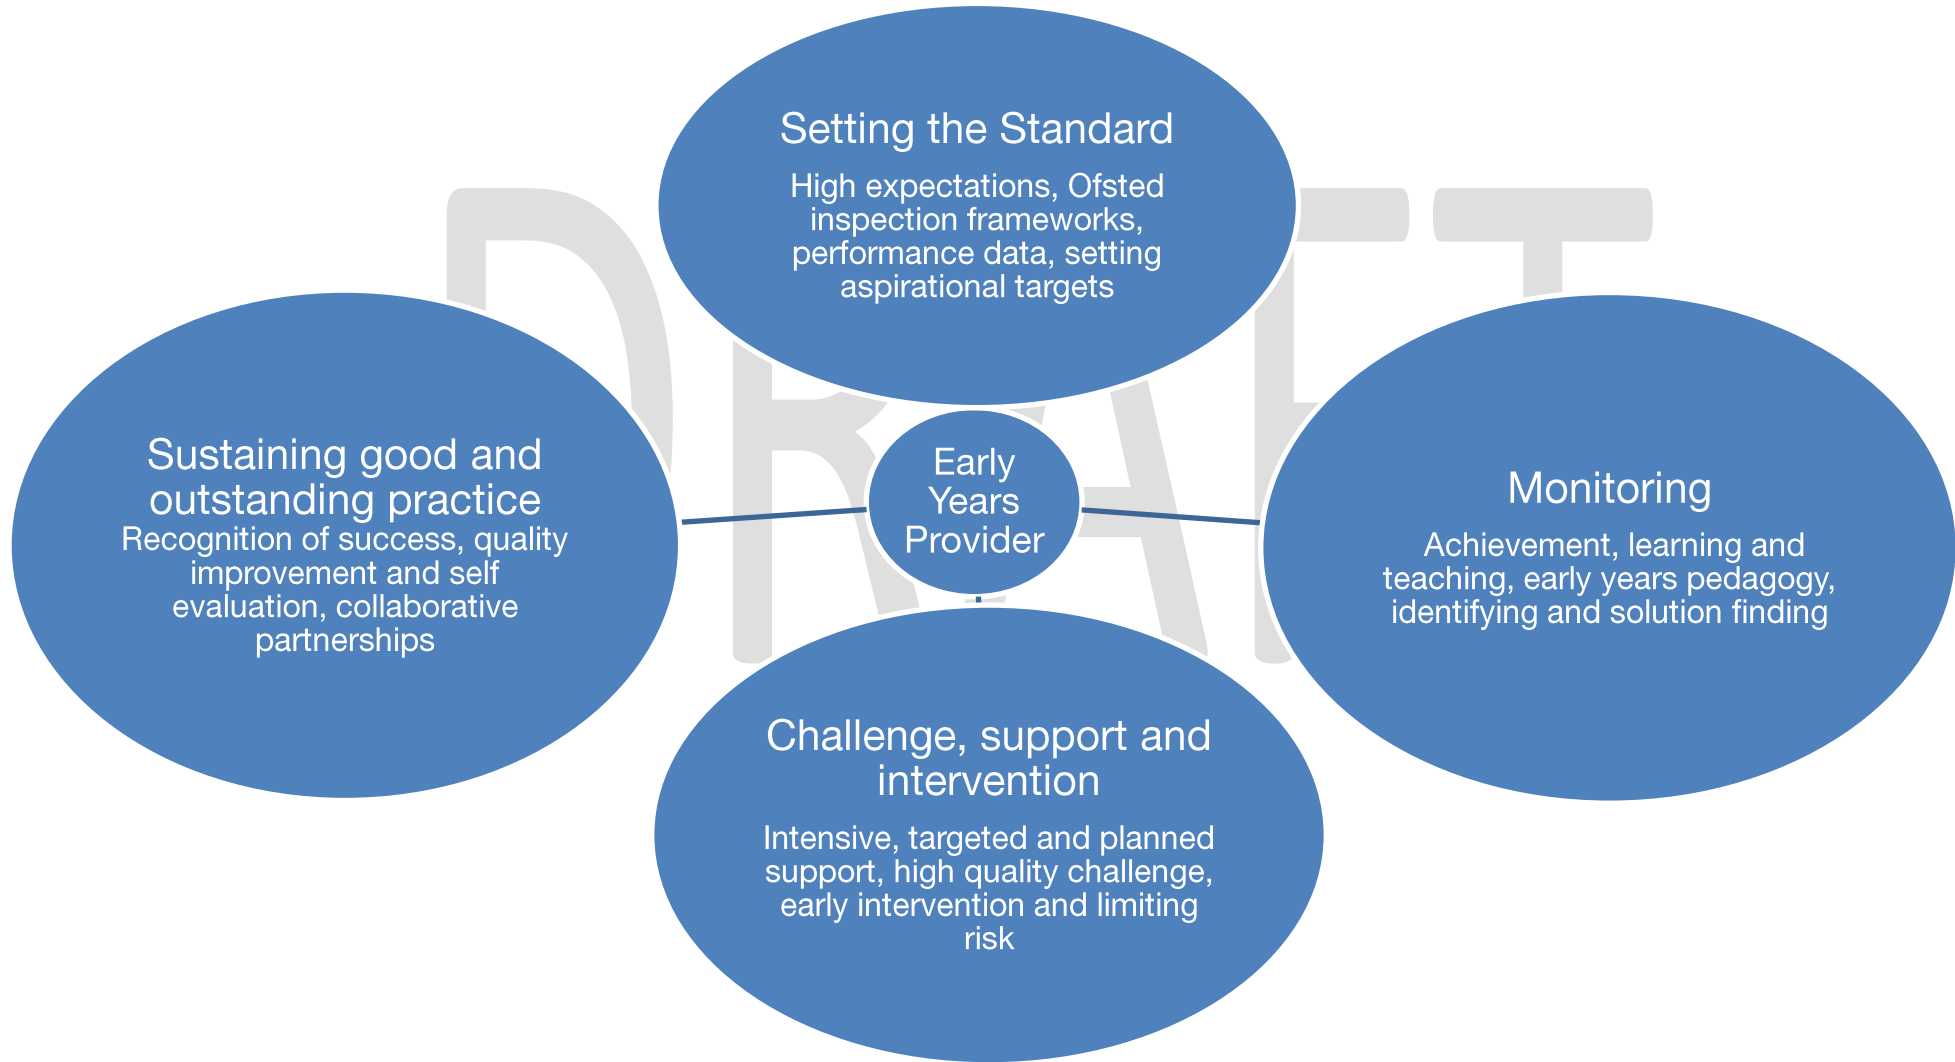 Setting the Standard
High expectations, Ofsted
inspection frameworks,
performance data, setting
aspirational targets
Sustaining good and
outstanding practice
Recognition of success, quality
improvement and self
evaluation, collaborative
partnerships
Early
Years
Provider
Monitoring
Achievement, learning and
teaching, early years pedagogy,
identifying and solution finding
Challenge, support and
intervention
Intensive, targeted and planned
support, high quality challenge,
early intervention and limiting
risk
DRAFT